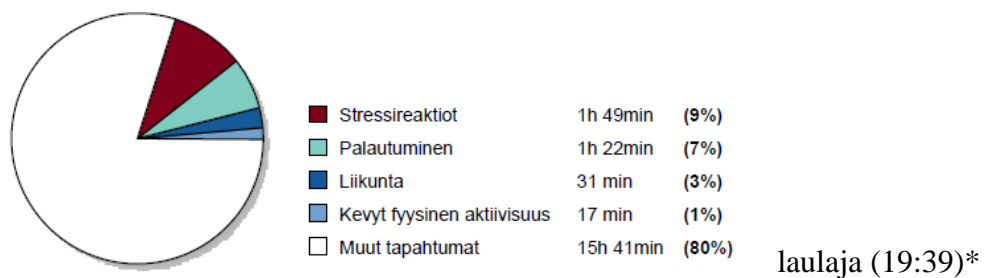 Stressireaktiot 1h 49min (9%)
Palautuminen 1h 22min (7%)
Liikunta 31 min (3%)
Kevyt fyysinen aktiivisuus 17 min (1%)
Muut tapahtumat 15h 41min (80%)
laulaja (19:39)*